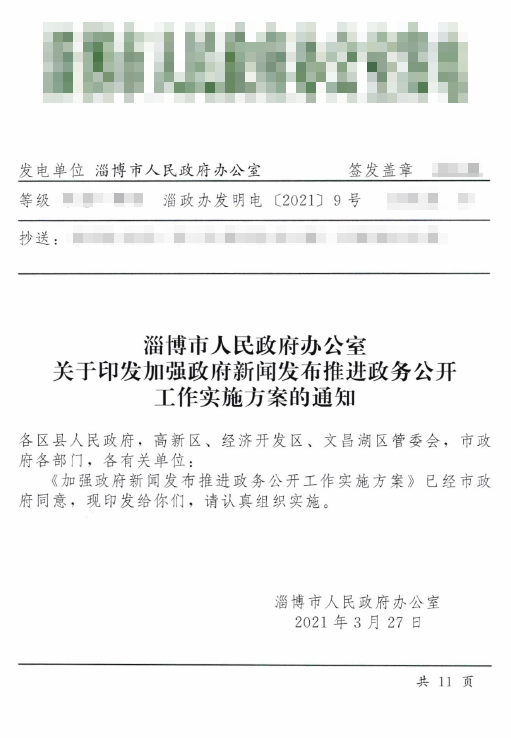 发电单位 淄博市人民政府办公室 签发盖章
等级 淄政办发明电〔2021〕9号
抄送：
淄博市人民政府办公室
关于印发加强政府新闻发布推进政务公开
工作实施方案的通知
各区县人民政府，高新区、经济开发区、文昌湖区管委会，市政
府各部门，各有关单位：
《加强政府新闻发布推进政务公开工作实施方案》已经市政
府同意，现印发给你们，请认真组织实施。
淄博市人民政府办公室
2021年3月27日
共 11 页